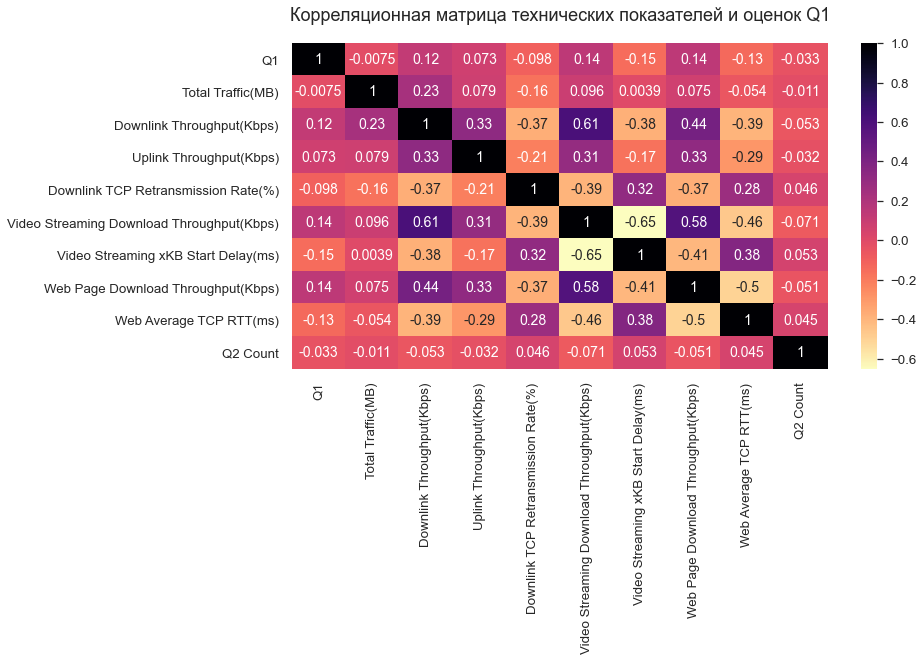 Корреляционная матрица технических показателей и оценок Q1
Q1 1 -0.0075 0.12 0.073 -0.098 0.14 -0.15 0.14 -0.13 -0.033
Total Traffic(MB) -0.0075 1 0.23 0.079 -0.16 0.096 0.0039 0.075 -0.054 -0.011
Downlink Throughput(Kbps) 0.12 0.23 1 0.33 -0.37 0.61 -0.38 0.44 -0.39 -0.053
Uplink Throughput(Kbps) 0.073 0.079 0.33 1 -0.21 0.31 -0.17 0.33 -0.29 -0.032
Downlink TCP Retransmission Rate(%) -0.098 -0.16 -0.37 -0.21 1 -0.39 0.32 -0.37 0.28 0.046
Video Streaming Download Throughput(Kbps) 0.14 0.096 0.61 0.31 -0.39 1 -0.65 0.58 -0.46 -0.071
Video Streaming xKB Start Delay(ms) -0.15 0.0039 -0.38 -0.17 0.32 -0.65 1 -0.41 0.38 0.053
Web Page Download Throughput(Kbps) 0.14 0.075 0.44 0.33 -0.37 0.58 -0.41 1 -0.5 -0.051
Web Average TCP RTT(ms) -0.13 -0.054 -0.39 -0.29 0.28 -0.46 0.38 -0.5 1 0.045
Q2 Count -0.033 -0.011 -0.053 -0.032 0.046 -0.071 0.053 -0.051 0.045 1
Q1
Total Traffic(MB)
Downlink Throughput(Kbps)
Uplink Throughput(Kbps)
Downlink TCP Retransmission Rate(%)
Video Streaming Download Throughput(Kbps)
Video Streaming xKB Start Delay(ms)
Web Page Download Throughput(Kbps)
Web Average TCP RTT(ms)
Q2 Count
1.0
0.8
0.6
0.4
0.2
0.0
−0.2
−0.4
−0.6